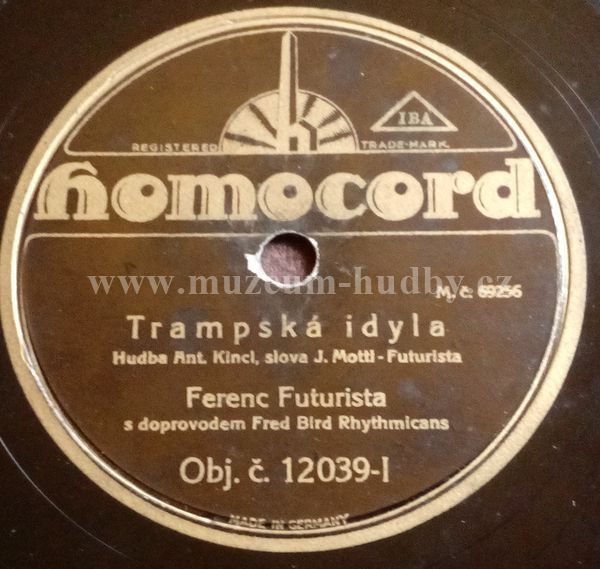 IBA
REGISTERED TRADE-MARK
homocord
www.muzeum-hudby.cz
M. č: 69256
Trampská idyla
Hudba Ant. Kincl, slova J. Mottl-Futurista
Ferenc Futurista
s doprovodem Fred Bird Rhythmicans
Obj. č. 12039-I
MADE IN GERMANY